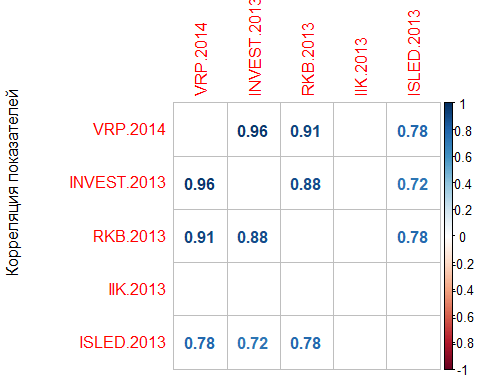 VRP.2014 INVEST.2013 RKB.2013 IIK.2013 ISLED.2013
Корреляция показателей
VRP.2014 0.96 0.91 0.78
INVEST.2013 0.96 0.88 0.72
RKB.2013 0.91 0.88 0.78
IIK.2013
ISLED.2013 0.78 0.72 0.78
1
0.8
0.6
0.4
0.2
0
-0.2
-0.4
-0.6
-0.8
-1